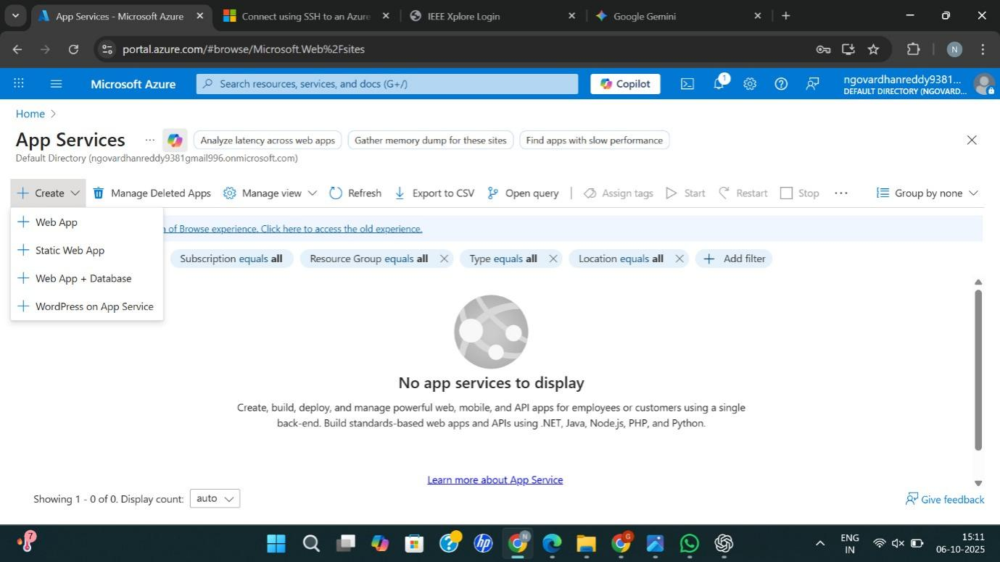 App Services - Microsoft Azure
Connect using SSH to an Azure
IEEE Xplore Login
Google Gemini
portal.azure.com/#browse/Microsoft.Web%2Fsites
N
Microsoft Azure
Search resources, services, and docs (G+/)
Copilot
1
ngovardhanreddy9381...
DEFAULT DIRECTORY (NGOVARD...
Home >
App Services
...
Analyze latency across web apps
Gather memory dump for these sites
Find apps with slow performance
Default Directory (ngovardhanreddy9381gmail996.onmicrosoft.com)
Create
Manage Deleted Apps
Manage view
Refresh
Export to CSV
Open query
Assign tags
Start
Restart
Stop
...
Group by none
Web App
n of Browse experience. Click here to access the old experience.
Static Web App
Subscription equals all
Resource Group equals all
Type equals all
Location equals all
Add filter
Web App + Database
WordPress on App Service
No app services to display
Create, build, deploy, and manage powerful web, mobile, and API apps for employees or customers using a single
back-end. Build standards-based web apps and APIs using .NET, Java, Node.js, PHP, and Python.
Learn more about App Service
Showing 1 - 0 of 0. Display count:
auto
Give feedback
7
N
G
ENG
IN
15:11
06-10-2025